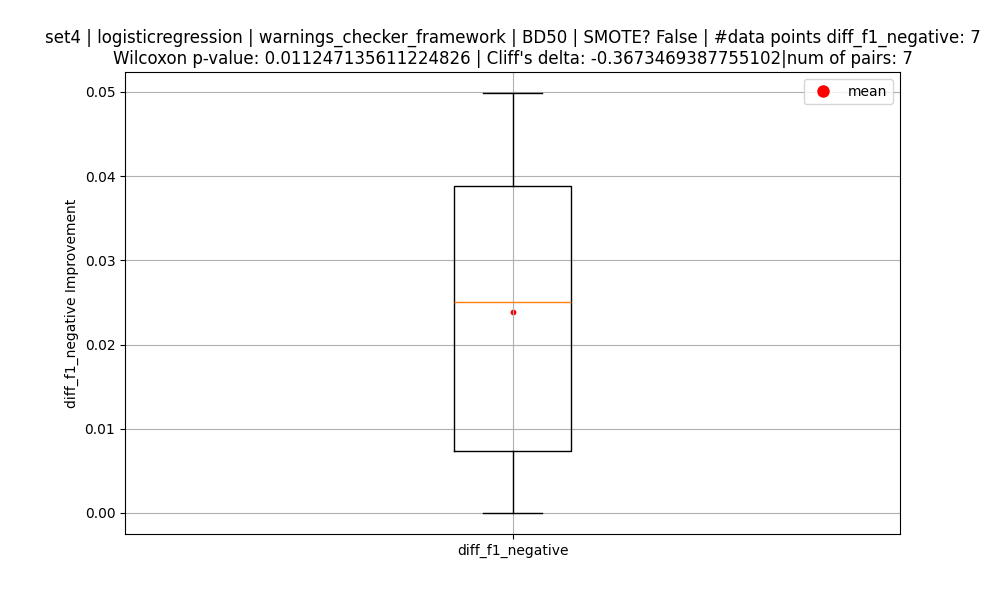 set4 | logisticregression | warnings_checker_framework | BD50 | SMOTE? False | #data points diff_f1_negative: 7
Wilcoxon p-value: 0.011247135611224826 | Cliff's delta: -0.3673469387755102|num of pairs: 7
mean
0.05
0.04
0.03
0.02
0.01
0.00
diff_f1_negative Improvement
diff_f1_negative